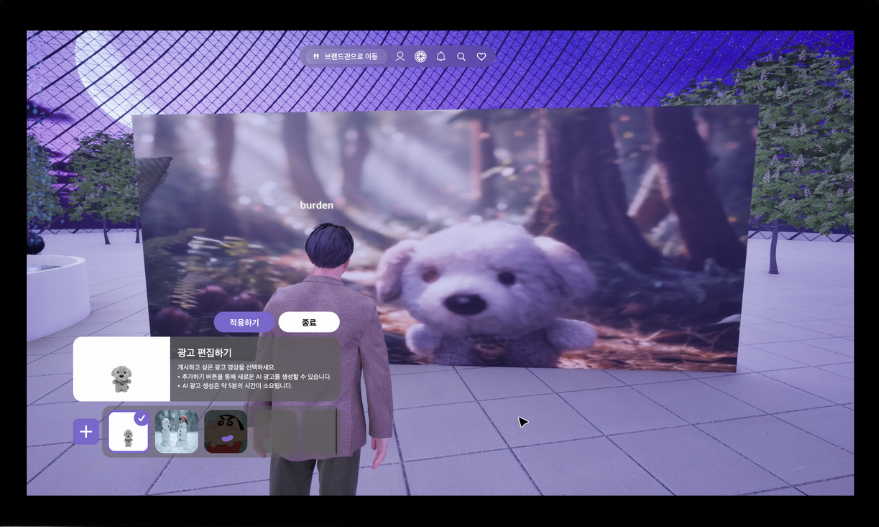 브랜드관으로 이동
burden
적용하기
종료
광고 편집하기
게시하고 싶은 광고 영상을 선택하세요.
• 추가하기 버튼을 통해 새로운 AI 광고를 생성할 수 있습니다.
• AI 광고 생성은 약 5분의 시간이 소요됩니다.